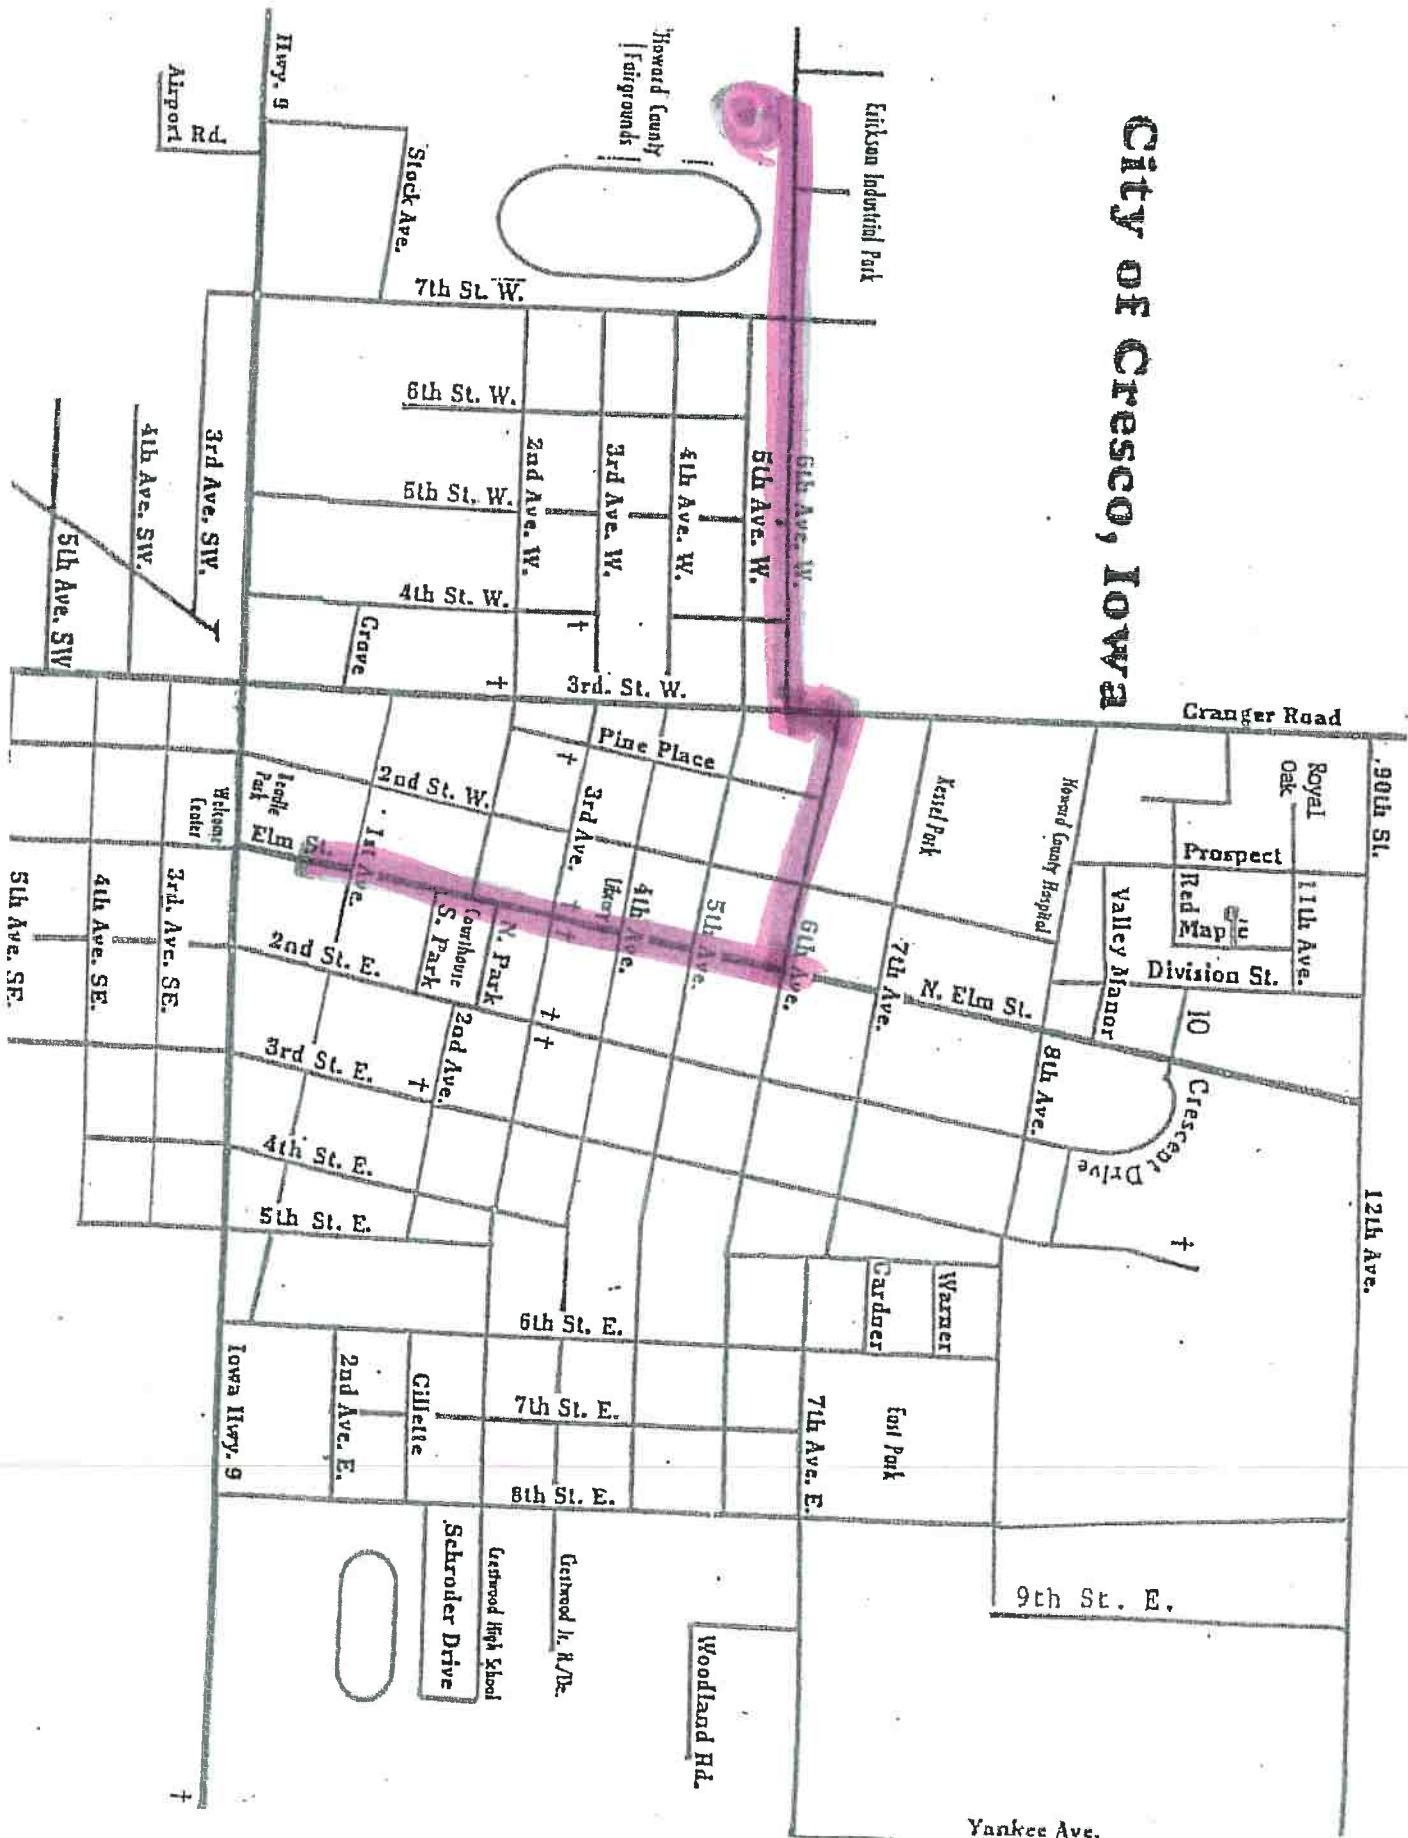 City of Cresco, Iowa
Howard County
Fairgrounds
Erickson Industrial Park
Hwy. 9
Airport Rd.
Stock Ave.
7th St. W.
6th St. W.
5th St. W.
4th St. W.
Grove
3rd. St. W.
2nd Ave. W.
3rd Ave. W.
4th Ave. W.
5th Ave. W.
6th Ave. W.
3rd Ave. SW.
4th Ave. SW.
5th Ave. SW
Granger Road
90th St.
Royal
Oak
Prospect
Red
Map
11th Ave.
Valley Manor
Division St.
10
Crescent Drive
12th Ave.
Howard County Hospital
Kessel Park
Pine Place
2nd St. W.
Beadle
Park
Welcome
Center
Elm St.
1st Ave.
3rd Ave.
4th Ave.
Library
5th Ave.
6th Ave.
7th Ave.
N. Elm St.
8th Ave.
N. Park
Courthouse
S. Park
2nd Ave.
2nd St. E.
3rd St. E.
4th St. E.
5th St. E.
3rd. Ave. SE.
4th Ave. SE.
5th Ave. SE.
6th St. E.
7th St. E.
8th St. E.
Gardner
Warner
East Park
7th Ave. E.
Iowa Hwy. 9
2nd Ave. E.
Gillette
Schroder Drive
Crestwood High School
Woodland Rd.
9th St. E.
Yankee Ave.